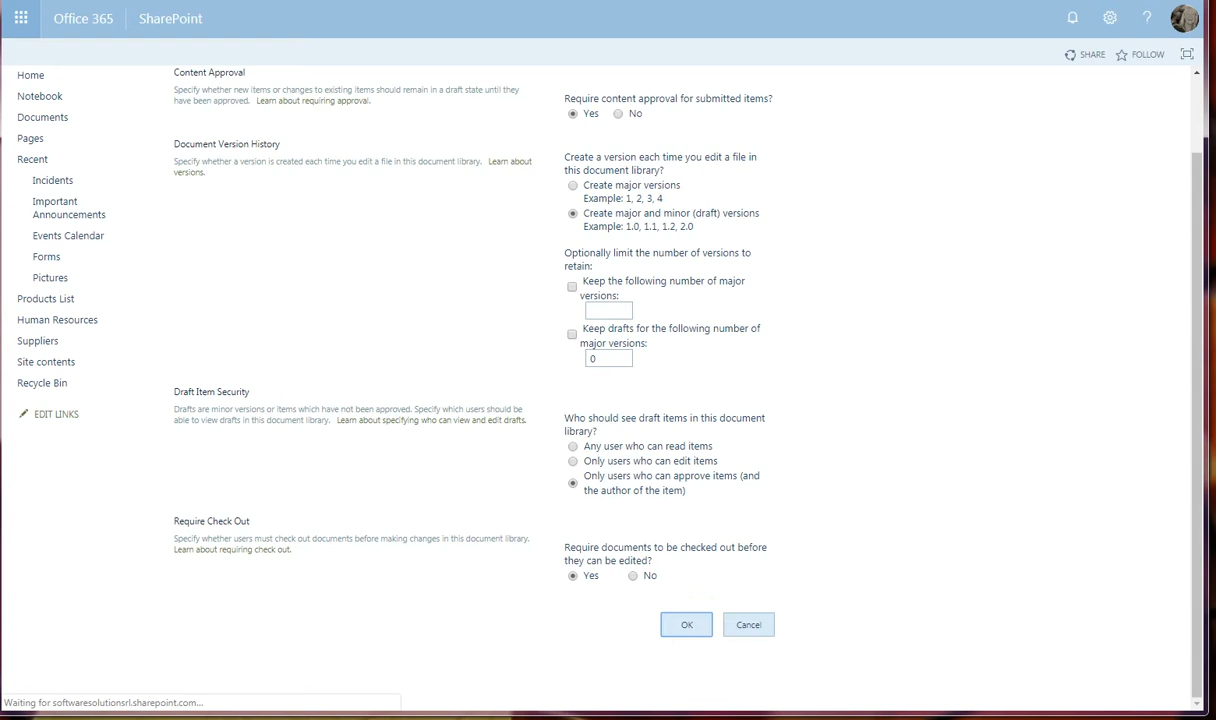 Office 365
SharePoint
?
SHARE
FOLLOW
Home
Notebook
Documents
Pages
Recent
Incidents
Important
Announcements
Events Calendar
Forms
Pictures
Products List
Human Resources
Suppliers
Site contents
Recycle Bin
EDIT LINKS
Content Approval
Specify whether new items or changes to existing items should remain in a draft state until they
have been approved. Learn about requiring approval.
Require content approval for submitted items?
Yes No
Document Version History
Specify whether a version is created each time you edit a file in this document library. Learn about
versions.
Create a version each time you edit a file in
this document library?
Create major versions
Example: 1, 2, 3, 4
Create major and minor (draft) versions
Example: 1.0, 1.1, 1.2, 2.0
Optionally limit the number of versions to
retain:
Keep the following number of major
versions:
Keep drafts for the following number of
major versions:
0
Draft Item Security
Drafts are minor versions or items which have not been approved. Specify which users should be
able to view drafts in this document library. Learn about specifying who can view and edit drafts.
Who should see draft items in this document
library?
Any user who can read items
Only users who can edit items
Only users who can approve items (and
the author of the item)
Require Check Out
Specify whether users must check out documents before making changes in this document library.
Learn about requiring check out.
Require documents to be checked out before
they can be edited?
Yes No
OK Cancel
Waiting for softwaresolutionsrl.sharepoint.com...